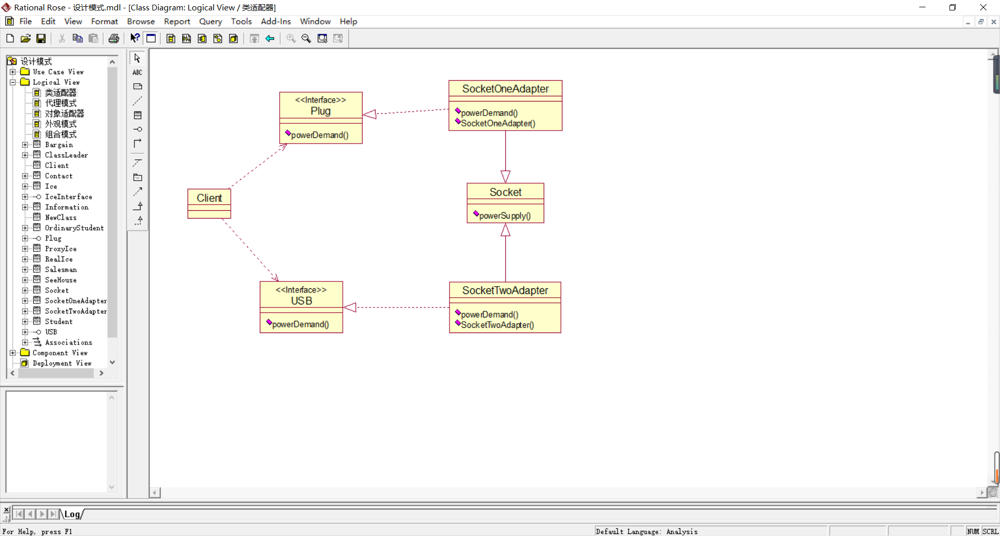 Rational Rose - 设计模式.mdl - [Class Diagram: Logical View / 类适配器]
File Edit View Format Browse Report Query Tools Add-Ins Window Help
ABC
设计模式
Use Case View
Logical View
类适配器
代理模式
对象适配器
外观模式
组合模式
Bargain
ClassLeader
Client
Contact
Ice
IceInterface
Information
NewClass
OrdinaryStudent
Plug
ProxyIce
RealIce
Salesman
SeeHouse
Socket
SocketOneAdapter
SocketTwoAdapter
Student
USB
Associations
Component View
Deployment View
<<Interface>>
Plug
powerDemand()
SocketOneAdapter
powerDemand()
SocketOneAdapter()
Client
Socket
powerSupply()
<<Interface>>
USB
powerDemand()
SocketTwoAdapter
powerDemand()
SocketTwoAdapter()
Log
For Help, press F1
Default Language: Analysis
NUM
SCRL